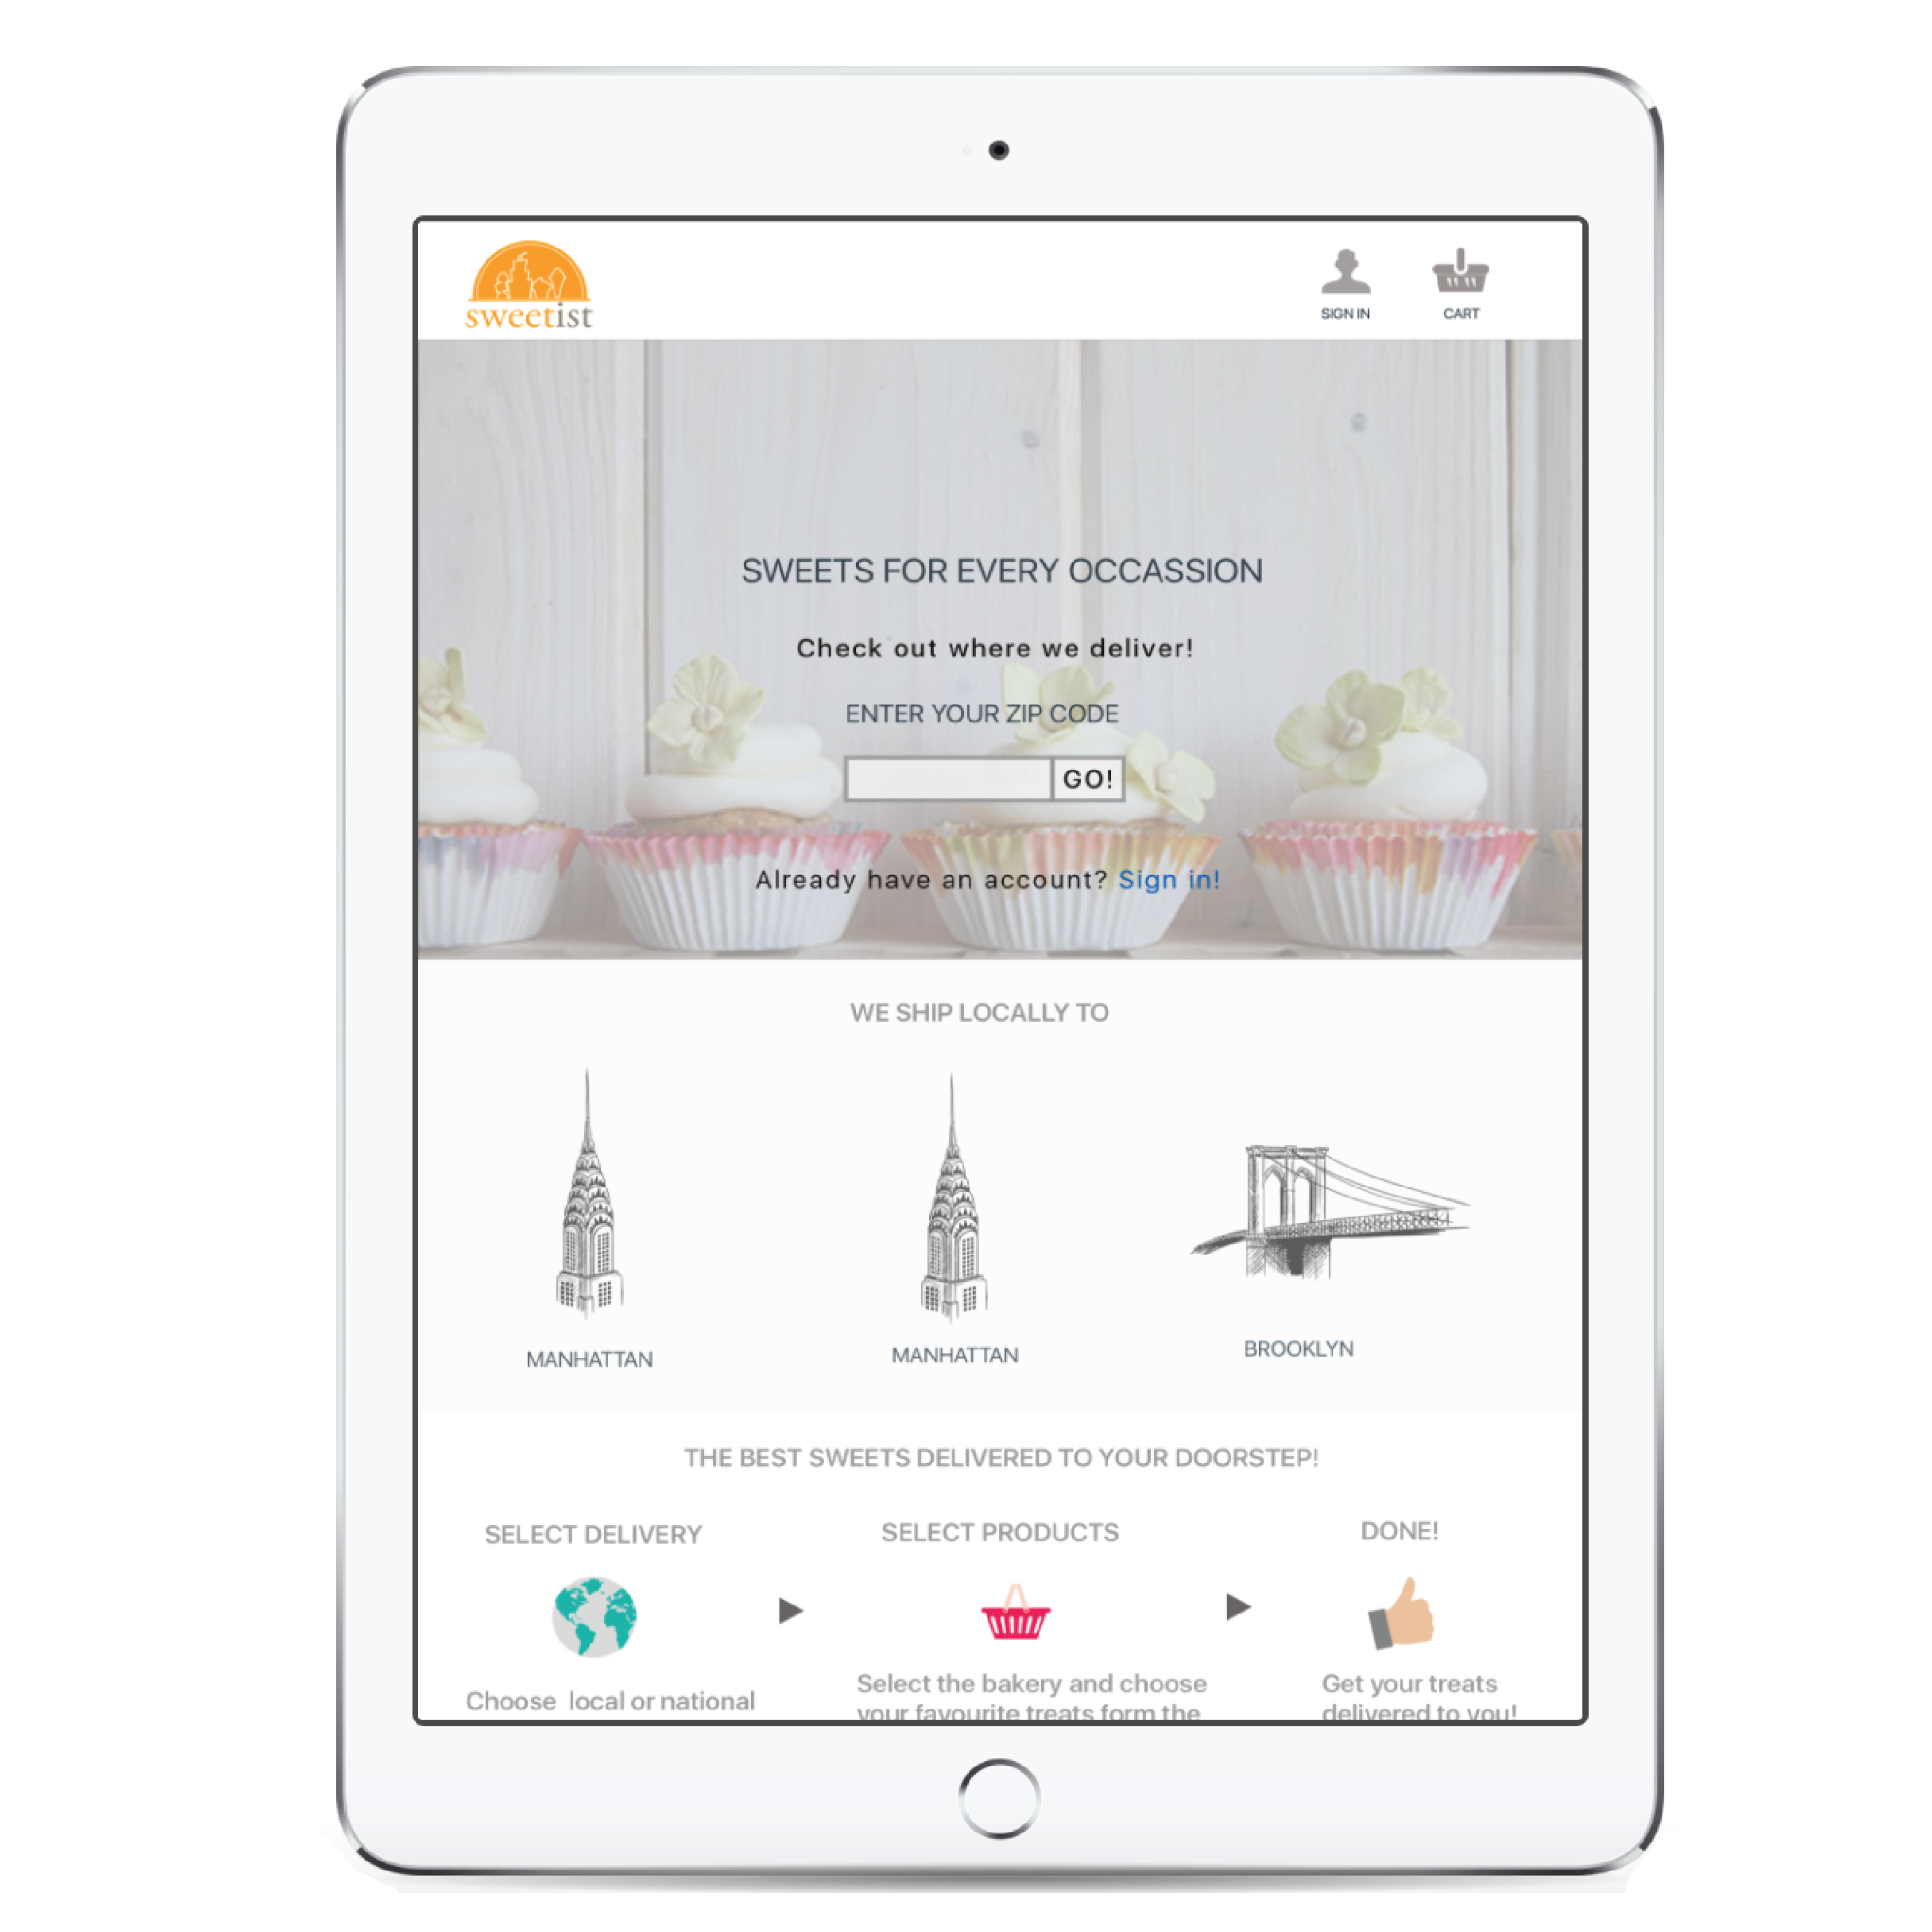 sweetist
SIGN IN
CART
SWEETS FOR EVERY OCCASSION
Check out where we deliver!
ENTER YOUR ZIP CODE
GO!
Already have an account? Sign in!
WE SHIP LOCALLY TO
MANHATTAN
MANHATTAN
BROOKLYN
THE BEST SWEETS DELIVERED TO YOUR DOORSTEP!
SELECT DELIVERY
SELECT PRODUCTS
DONE!
Choose local or national
Select the bakery and choose
your favourite treats form the
Get your treats
delivered to you!